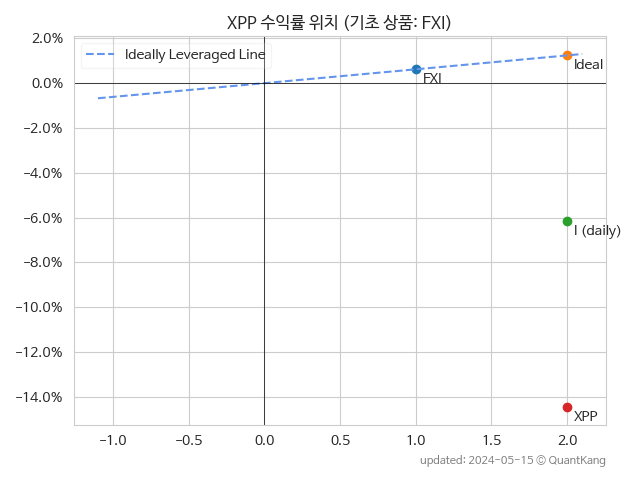 XPP 수익률 위치 (기초 상품: FXI)
2.0%
0.0%
−2.0%
−4.0%
−6.0%
−8.0%
−10.0%
−12.0%
−14.0%
Ideally Leveraged Line
FXI
Ideal
I (daily)
XPP
−1.0 −0.5 0.0 0.5 1.0 1.5 2.0
updated: 2024-05-15 ⓒ QuantKang